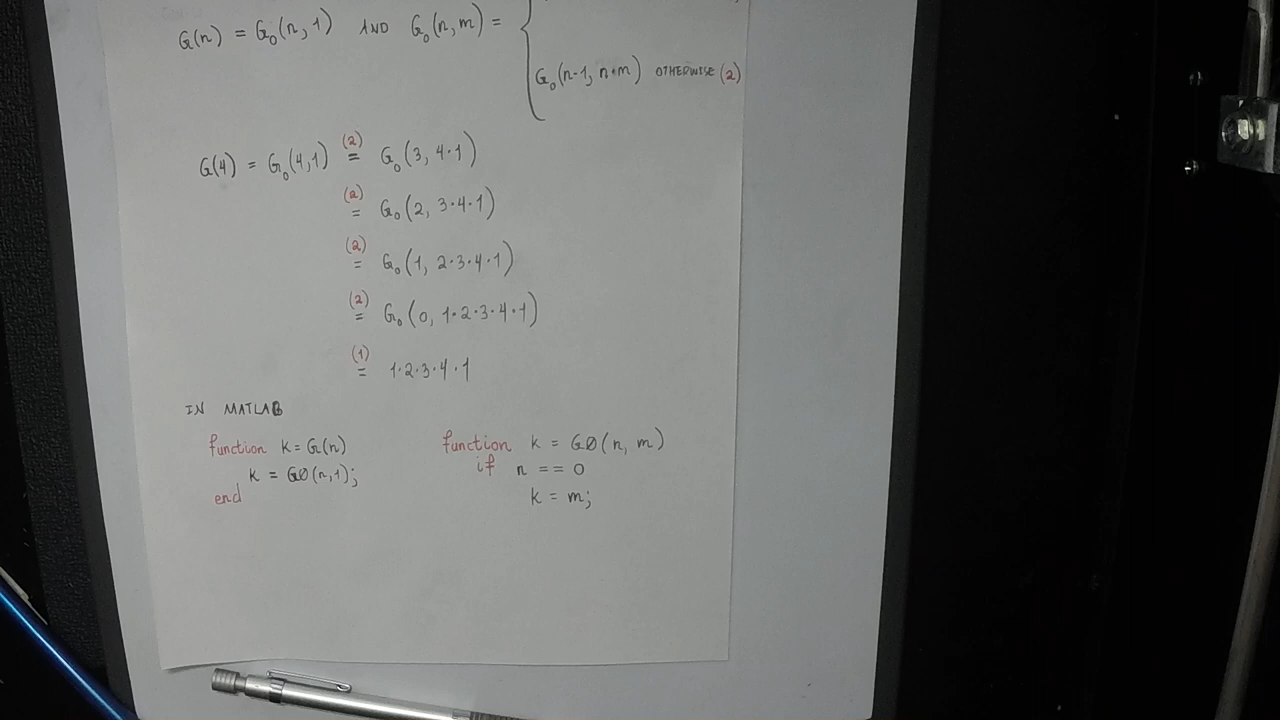 G(n) = G₀(n, 1) AND G₀(n, m) = {
G₀(n-1, n·m) OTHERWISE (2)
G(4) = G₀(4,1) (2)= G₀(3, 4·1)
(2)= G₀(2, 3·4·1)
(2)= G₀(1, 2·3·4·1)
(2)= G₀(0, 1·2·3·4·1)
(1)= 1·2·3·4·1
IN MATLAB
function k = G(n)
k = GØ(n,1);
end
function k = GØ(n, m)
if n == 0
k = m;